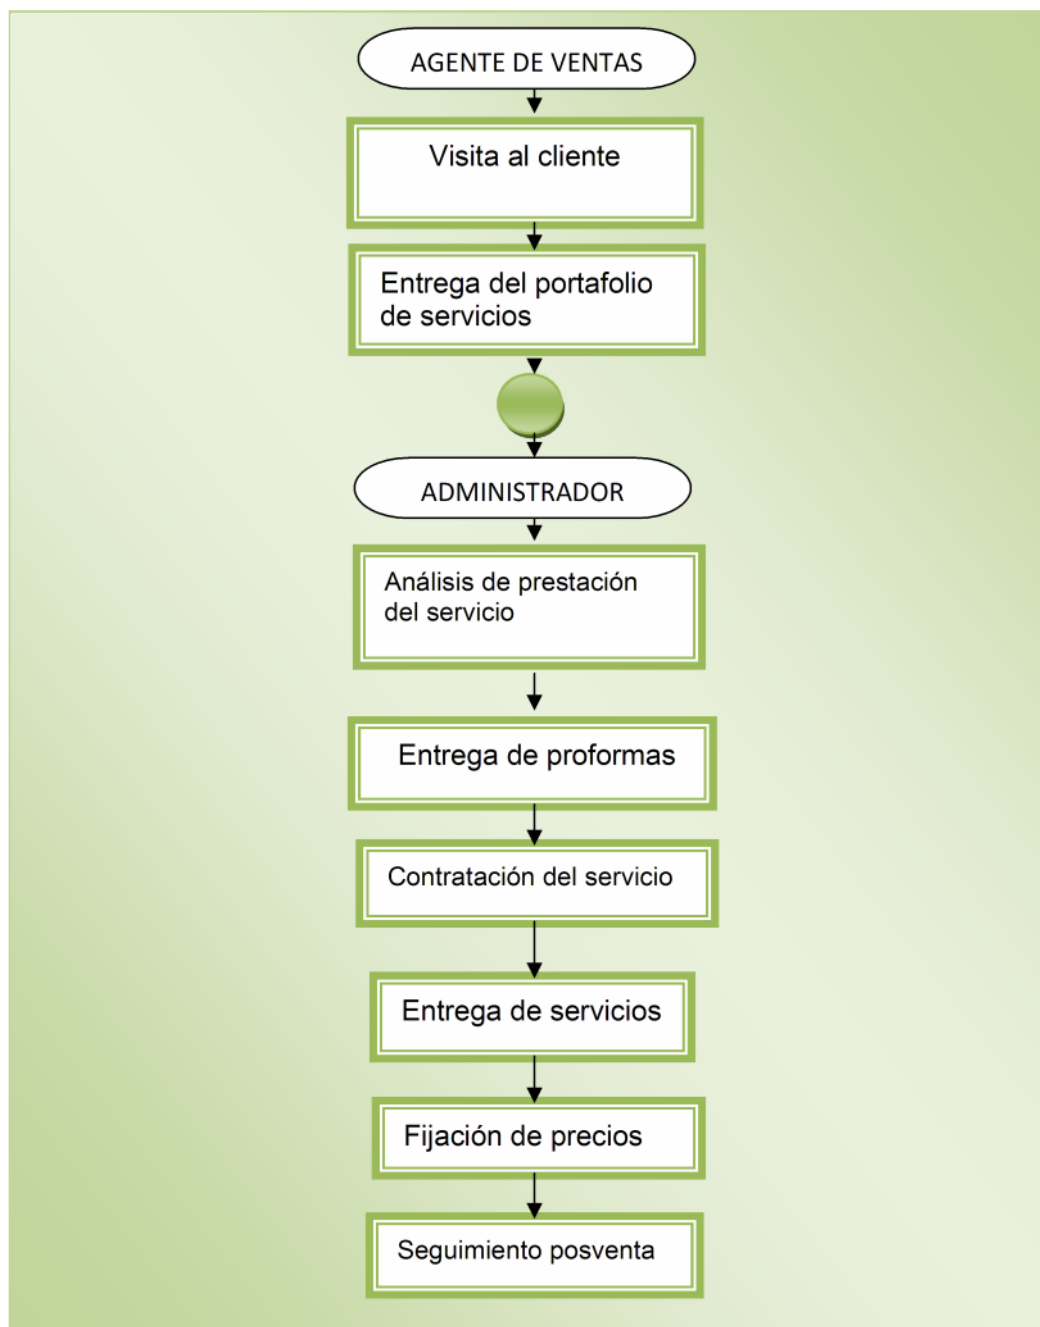 AGENTE DE VENTAS
Visita al cliente
Entrega del portafolio
de servicios
ADMINISTRADOR
Análisis de prestación
del servicio
Entrega de proformas
Contratación del servicio
Entrega de servicios
Fijación de precios
Seguimiento posventa